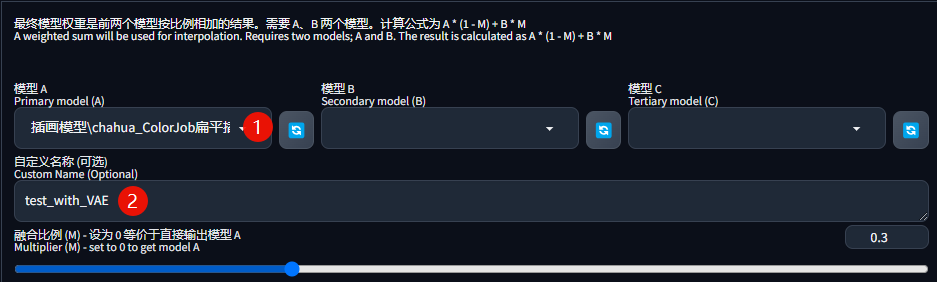 最终模型权重是前两个模型按比例相加的结果。需要 A、B 两个模型。计算公式为 A * (1 - M) + B * M
A weighted sum will be used for interpolation. Requires two models; A and B. The result is calculated as A * (1 - M) + B * M
模型 A
Primary model (A)
模型 B
Secondary model (B)
模型 C
Tertiary model (C)
插画模型\chahua_ColorJob扁平插 1
自定义名称 (可选)
Custom Name (Optional)
test_with_VAE 2
融合比例 (M) - 设为 0 等价于直接输出模型 A
Multiplier (M) - set to 0 to get model A
0.3